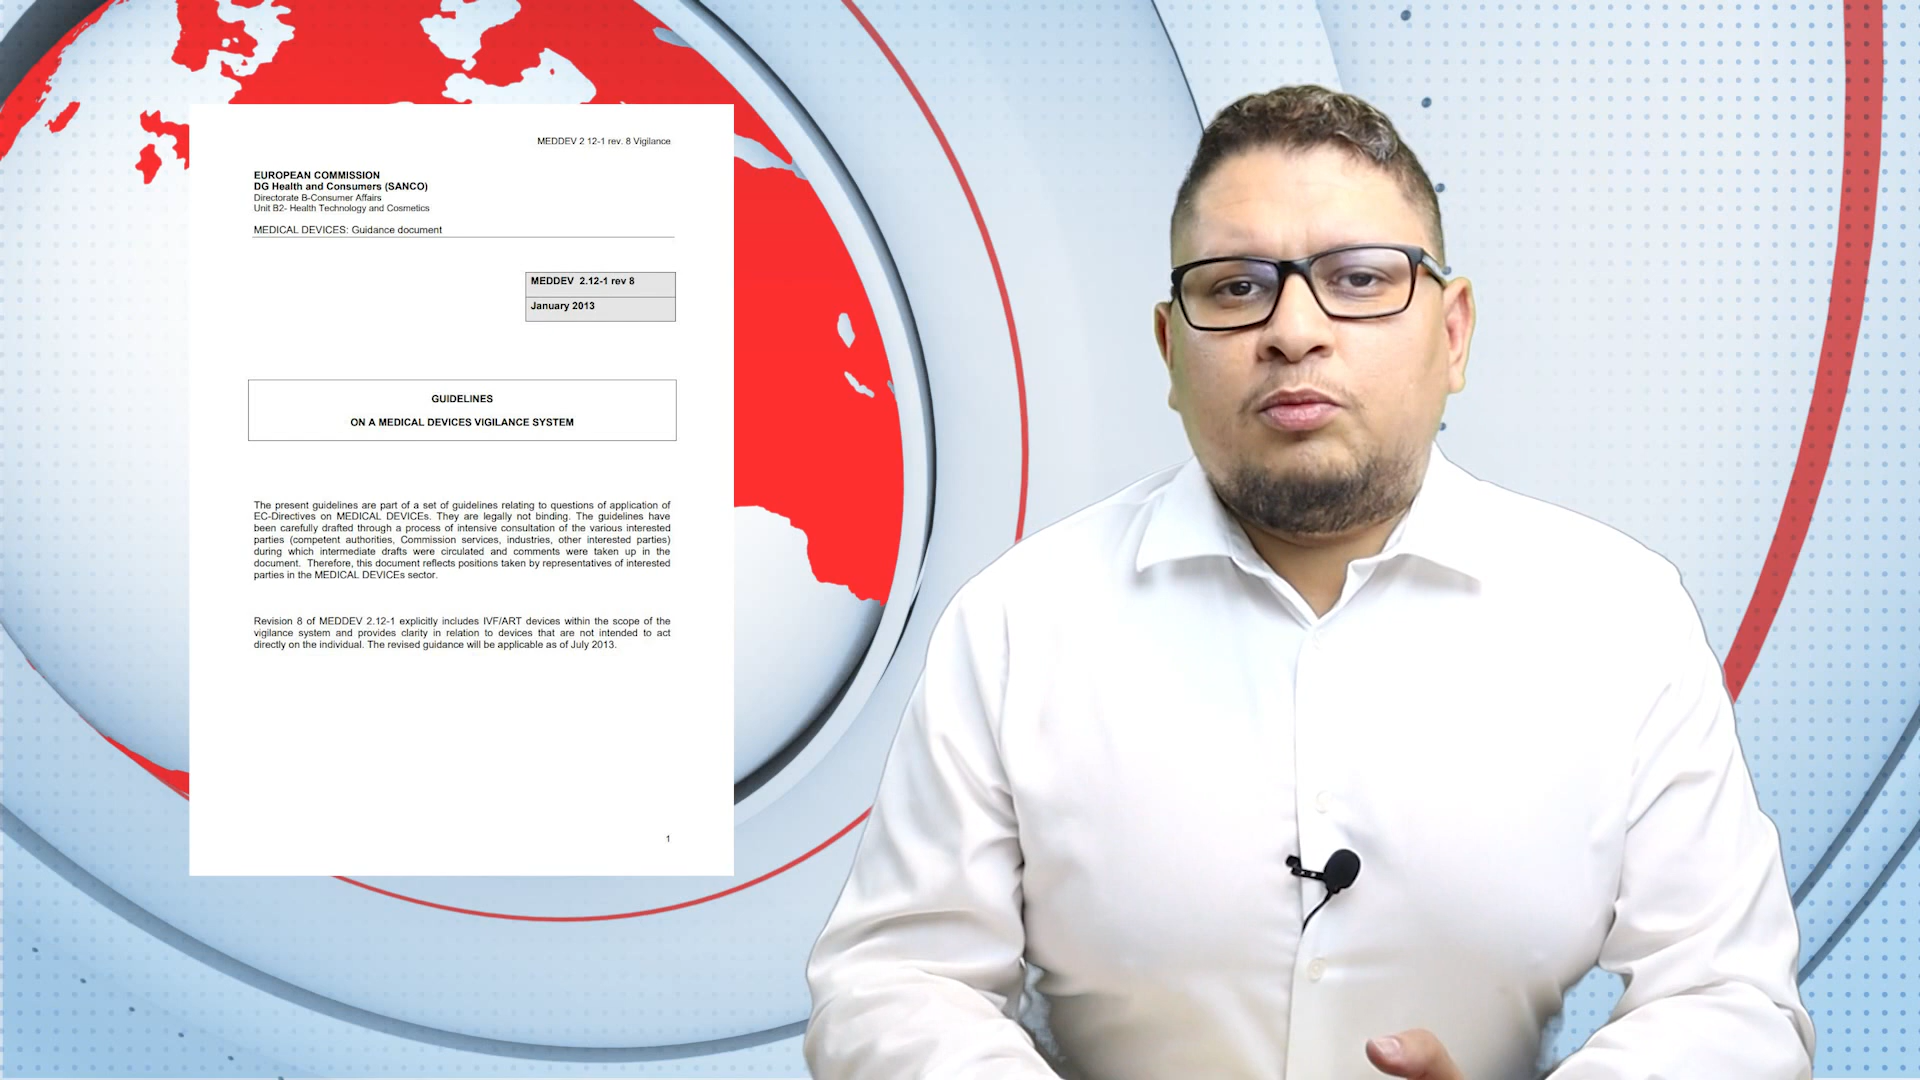 MEDDEV 2 12-1 rev. 8 Vigilance
EUROPEAN COMMISSION
DG Health and Consumers (SANCO)
Directorate B-Consumer Affairs
Unit B2- Health Technology and Cosmetics
MEDICAL DEVICES: Guidance document
MEDDEV 2.12-1 rev 8
January 2013
GUIDELINES
ON A MEDICAL DEVICES VIGILANCE SYSTEM
The present guidelines are part of a set of guidelines relating to questions of application of
EC-Directives on MEDICAL DEVICEs. They are legally not binding. The guidelines have
been carefully drafted through a process of intensive consultation of the various interested
parties (competent authorities, Commission services, industries, other interested parties)
during which intermediate drafts were circulated and comments were taken up in the
document. Therefore, this document reflects positions taken by representatives of interested
parties in the MEDICAL DEVICEs sector.
Revision 8 of MEDDEV 2.12-1 explicitly includes IVF/ART devices within the scope of the
vigilance system and provides clarity in relation to devices that are not intended to act
directly on the individual. The revised guidance will be applicable as of July 2013.
1